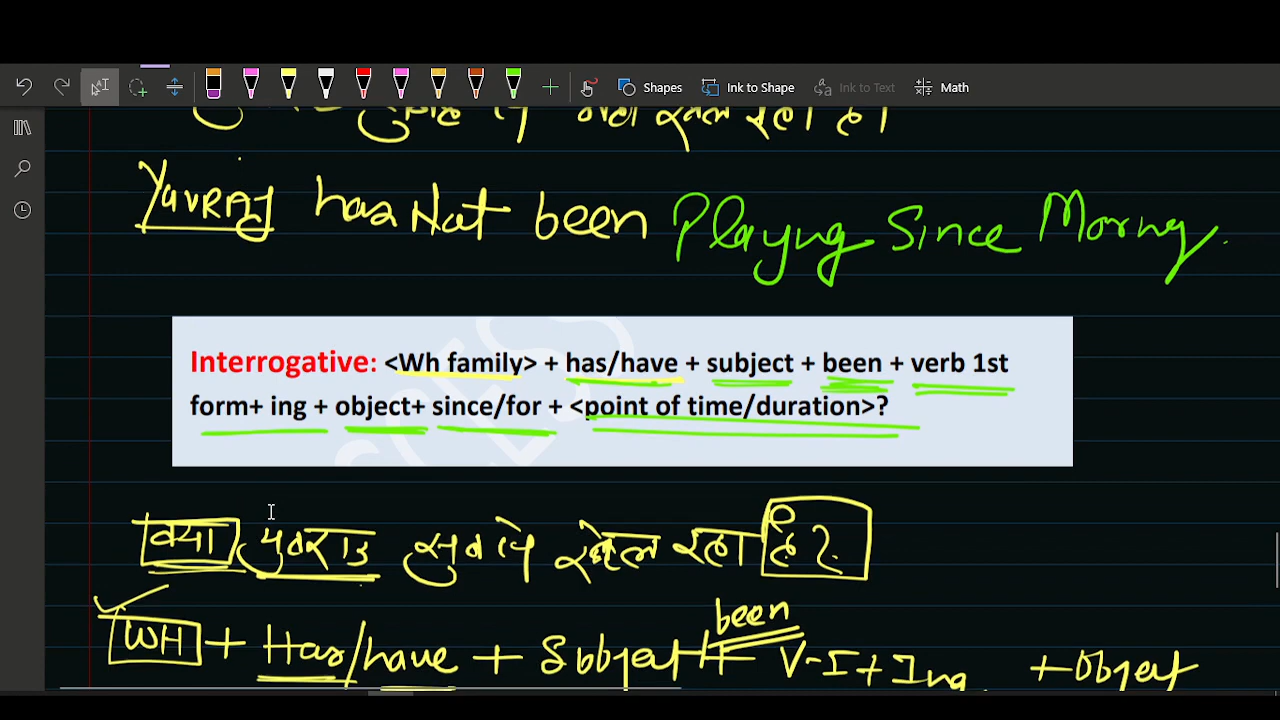 Shapes Ink to Shape Ink to Text Math
Yuvraj has Not been Playing Since Morning.
Interrogative: <Wh family> + has/have + subject + been + verb 1st
form+ ing + object+ since/for + <point of time/duration>?
क्या युवराज सुबह से खेल रहा है?
been
WH + Has/have + Subject + V-I + Ing + Object